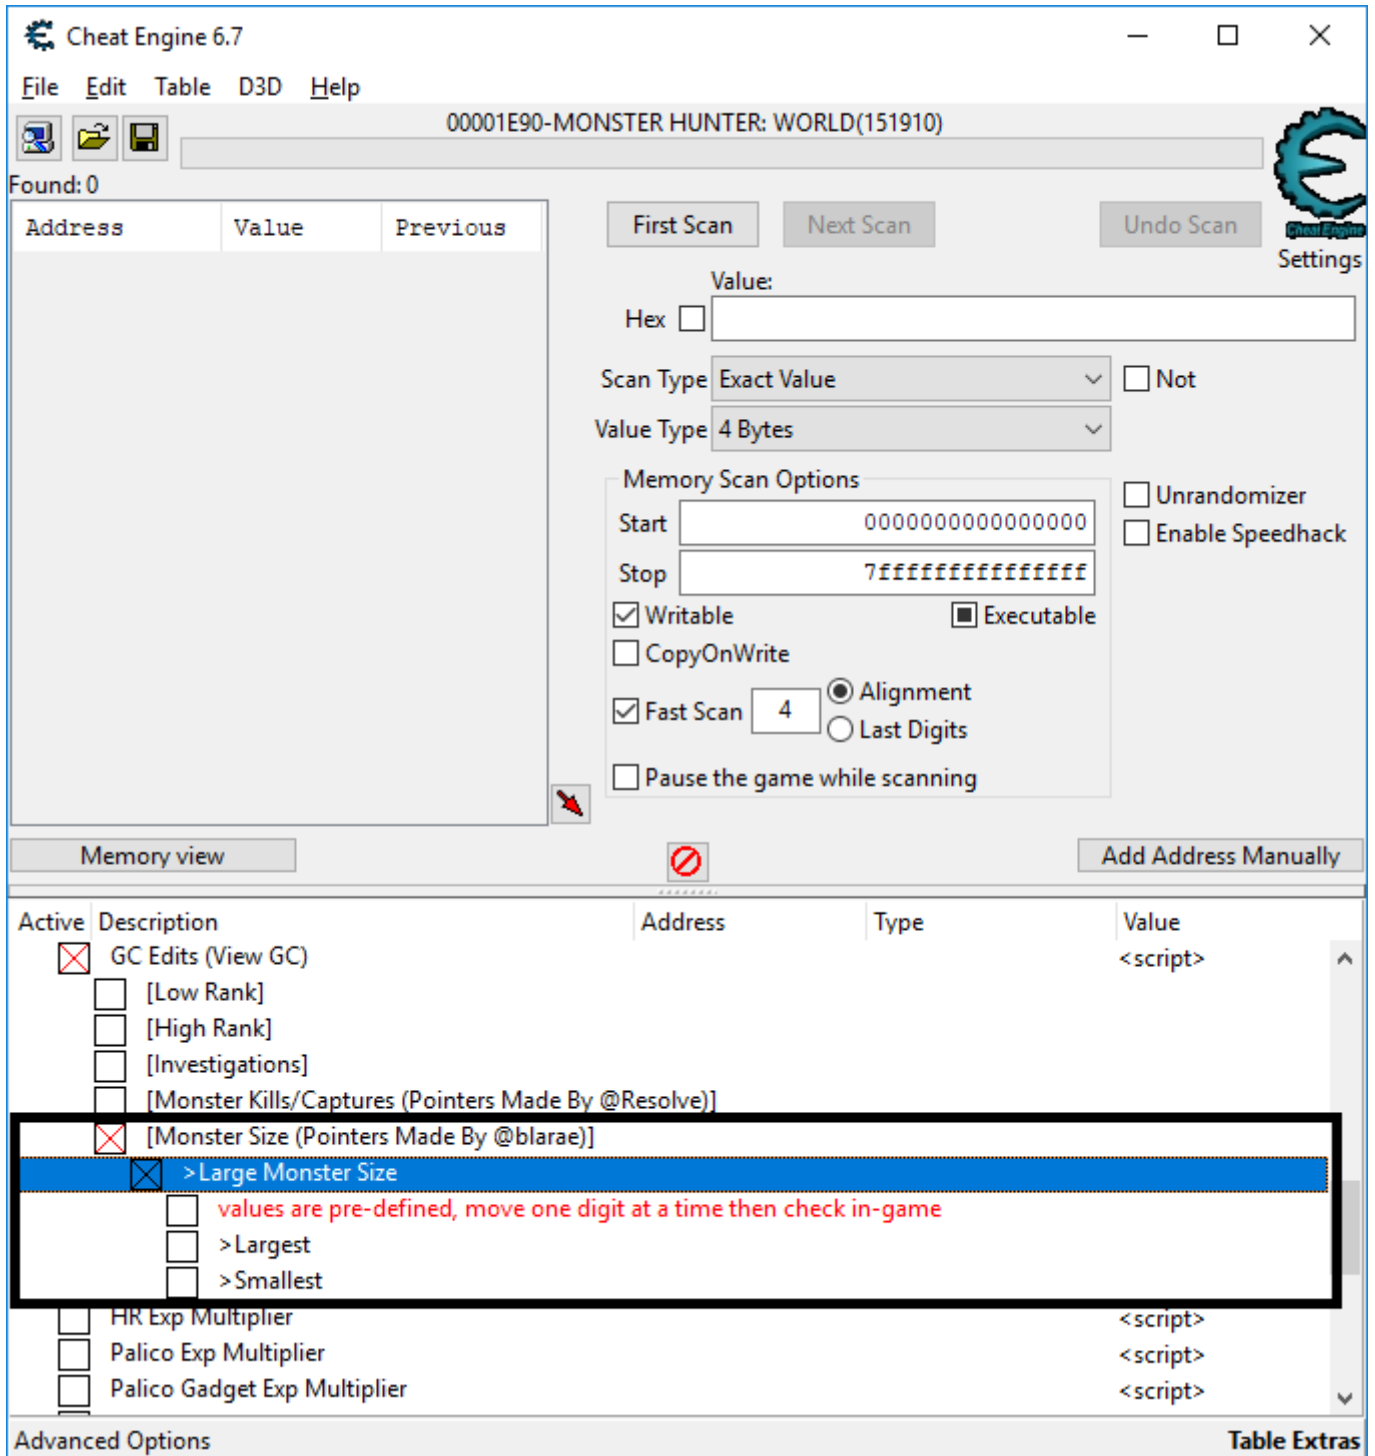 Cheat Engine 6.7
File Edit Table D3D Help
00001E90-MONSTER HUNTER: WORLD(151910)
Found: 0
Address Value Previous
First Scan Next Scan Undo Scan
Cheat Engine
Settings
Value:
Hex
Scan Type Exact Value Not
Value Type 4 Bytes
Memory Scan Options
Unrandomizer
Start 0000000000000000
Enable Speedhack
Stop 7fffffffffffffff
Writable Executable
CopyOnWrite
Alignment
Fast Scan 4
Last Digits
Pause the game while scanning
Memory view Add Address Manually
Active Description Address Type Value
GC Edits (View GC) <script>
[Low Rank]
[High Rank]
[Investigations]
[Monster Kills/Captures (Pointers Made By @Resolve)]
[Monster Size (Pointers Made By @blarae)]
>Large Monster Size
values are pre-defined, move one digit at a time then check in-game
>Largest
>Smallest
HR Exp Multiplier <script>
Palico Exp Multiplier <script>
Palico Gadget Exp Multiplier <script>
Advanced Options Table Extras